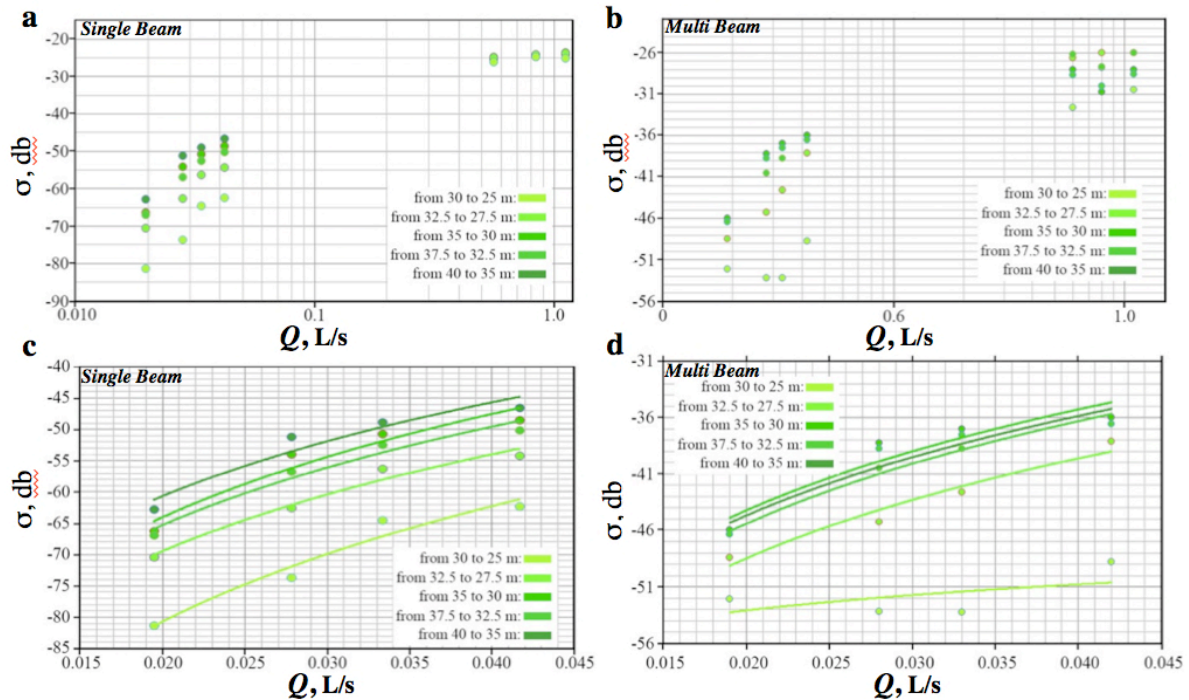 a
Single Beam
-20
-30
-40
-50
-60
-70
-80
-90
σ, db
from 30 to 25 m:
from 32.5 to 27.5 m:
from 35 to 30 m:
from 37.5 to 32.5 m:
from 40 to 35 m:
0.010
0.1
1.0
Q, L/s
b
Multi Beam
-26
-31
-36
-41
-46
-51
-56
σ, db
from 30 to 25 m:
from 32.5 to 27.5 m:
from 35 to 30 m:
from 37.5 to 32.5 m:
from 40 to 35 m:
0
0.6
1.0
Q, L/s
c
Single Beam
-40
-45
-50
-55
-60
-65
-70
-75
-80
-85
σ, db
from 30 to 25 m:
from 32.5 to 27.5 m:
from 35 to 30 m:
from 37.5 to 32.5 m:
from 40 to 35 m:
0.015
0.020
0.025
0.030
0.035
0.040
0.045
Q, L/s
d
Multi Beam
-31
-36
-41
-46
-51
-56
σ, db
from 30 to 25 m:
from 32.5 to 27.5 m:
from 35 to 30 m:
from 37.5 to 32.5 m:
from 40 to 35 m:
0.015
0.020
0.025
0.030
0.035
0.040
0.045
Q, L/s